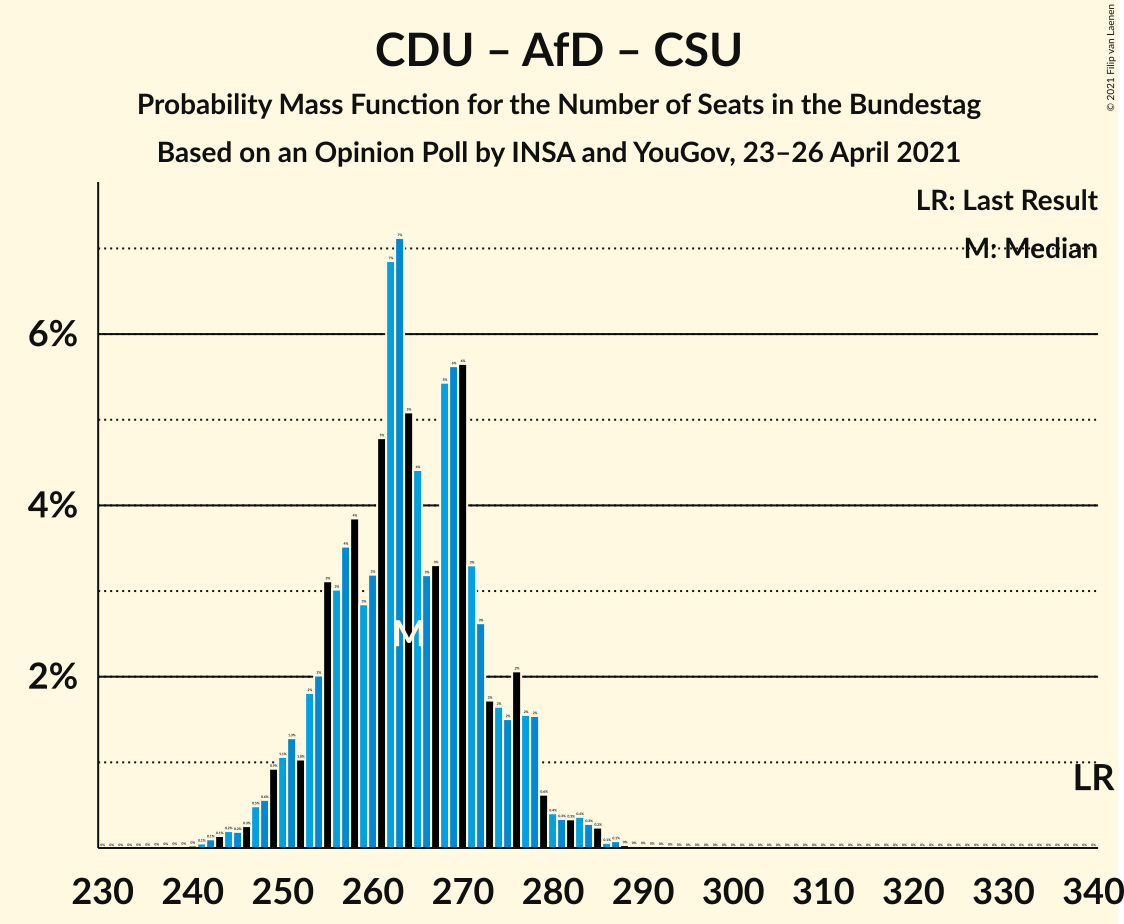 CDU – AfD – CSU
Probability Mass Function for the Number of Seats in the Bundestag
Based on an Opinion Poll by INSA and YouGov, 23–26 April 2021
© 2021 Filip van Laenen
LR: Last Result
M: Median
6%
4%
2%
M
LR
230 240 250 260 270 280 290 300 310 320 330 340